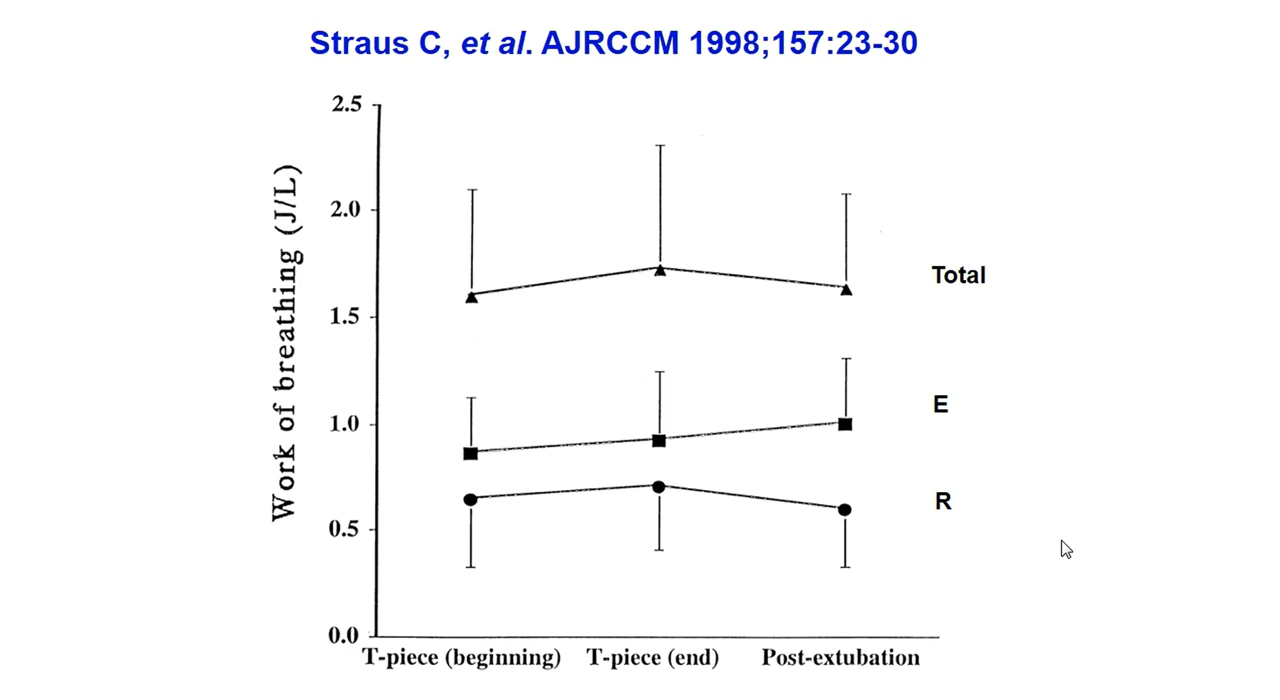 Straus C, et al. AJRCCM 1998;157:23-30
Work of breathing (J/L)
2.5
2.0
1.5
1.0
0.5
0.0
Total
E
R
T-piece (beginning) T-piece (end) Post-extubation